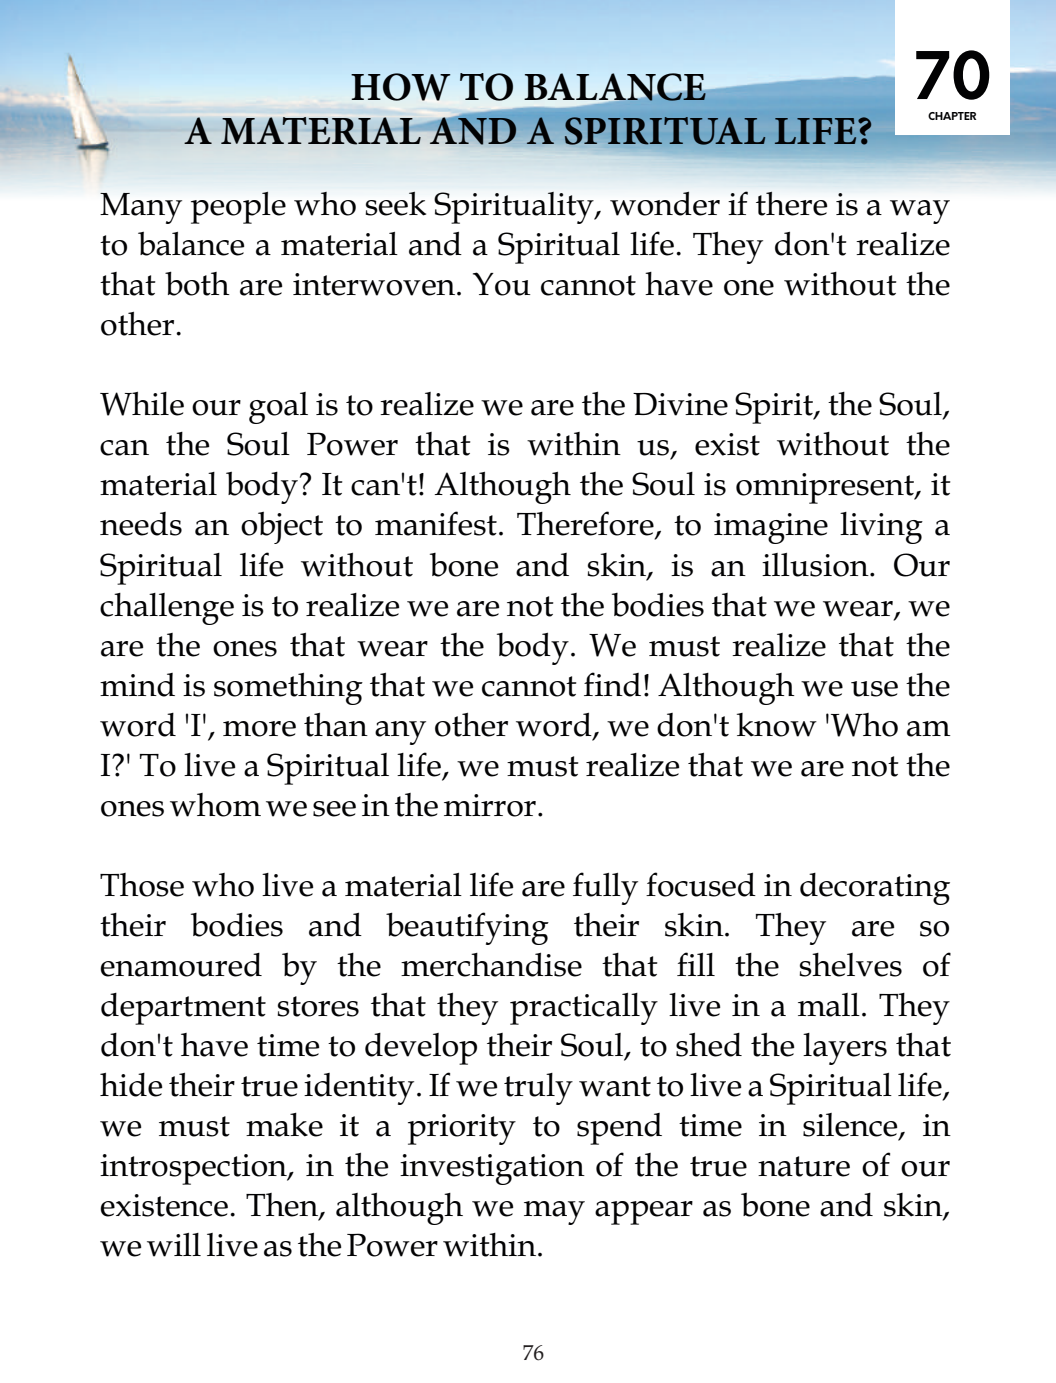 70
CHAPTER
HOW TO BALANCE
A MATERIAL AND A SPIRITUAL LIFE?
Many people who seek Spirituality, wonder if there is a way
to balance a material and a Spiritual life. They don't realize
that both are interwoven. You cannot have one without the
other.
While our goal is to realize we are the Divine Spirit, the Soul,
can the Soul Power that is within us, exist without the
material body? It can't! Although the Soul is omnipresent, it
needs an object to manifest. Therefore, to imagine living a
Spiritual life without bone and skin, is an illusion. Our
challenge is to realize we are not the bodies that we wear, we
are the ones that wear the body. We must realize that the
mind is something that we cannot find! Although we use the
word 'I', more than any other word, we don't know 'Who am
I?' To live a Spiritual life, we must realize that we are not the
ones whom we see in the mirror.
Those who live a material life are fully focused in decorating
their bodies and beautifying their skin. They are so
enamoured by the merchandise that fill the shelves of
department stores that they practically live in a mall. They
don't have time to develop their Soul, to shed the layers that
hide their true identity. If we truly want to live a Spiritual life,
we must make it a priority to spend time in silence, in
introspection, in the investigation of the true nature of our
existence. Then, although we may appear as bone and skin,
we will live as the Power within.
76